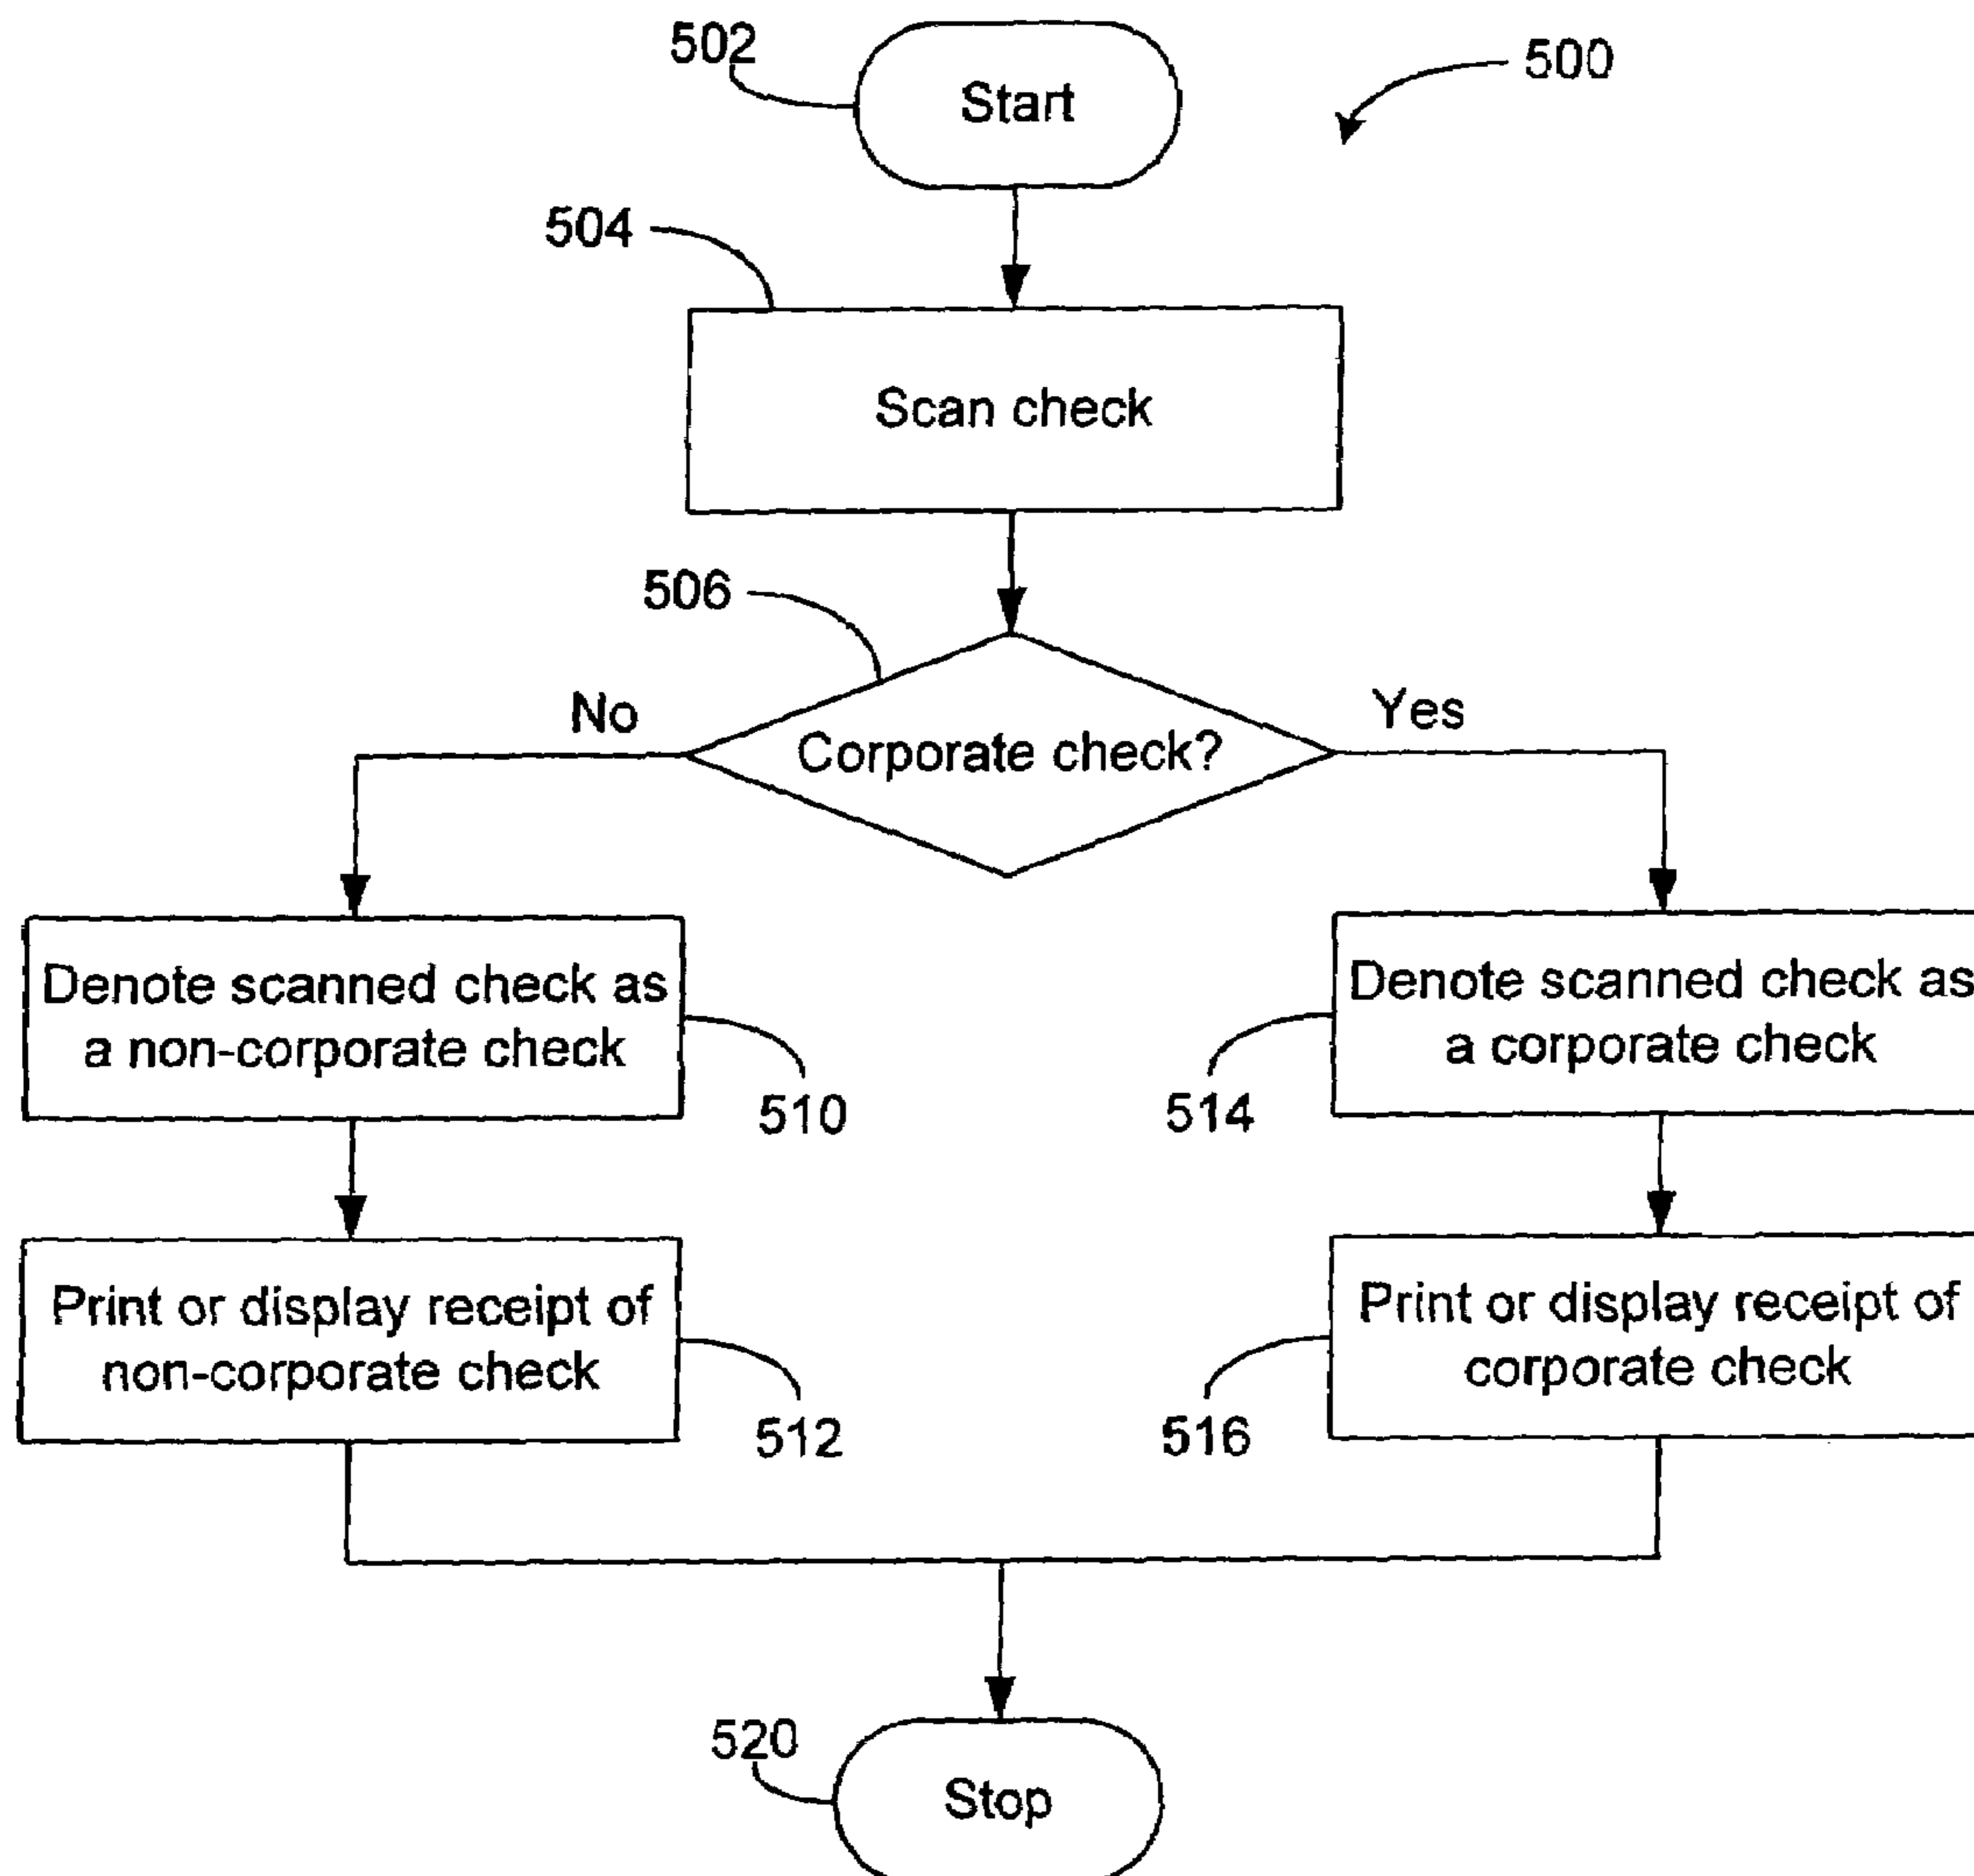 502
Start
500
504
Scan check
506
No
Yes
Corporate check?
Denote scanned check as
a non-corporate check
510
Denote scanned check as
a corporate check
514
Print or display receipt of
non-corporate check
512
Print or display receipt of
corporate check
516
520
Stop